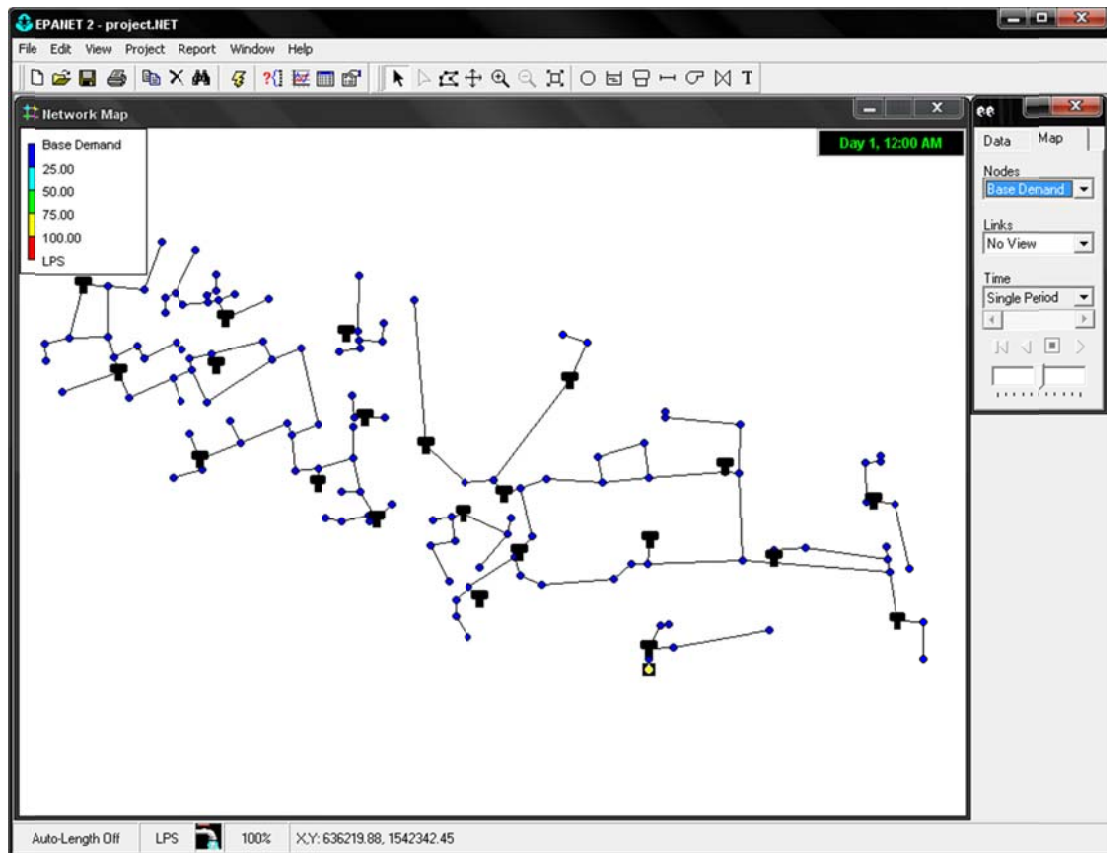 EPANET 2 - project.NET
File Edit View Project Report Window Help
T
Network Map
Day 1, 12:00 AM
Base Demand
25.00
50.00
75.00
100.00
LPS
Data Map
Nodes
Base Demand
Links
No View
Time
Single Period
Auto-Length Off LPS 100% X,Y: 636219.88, 1542342.45